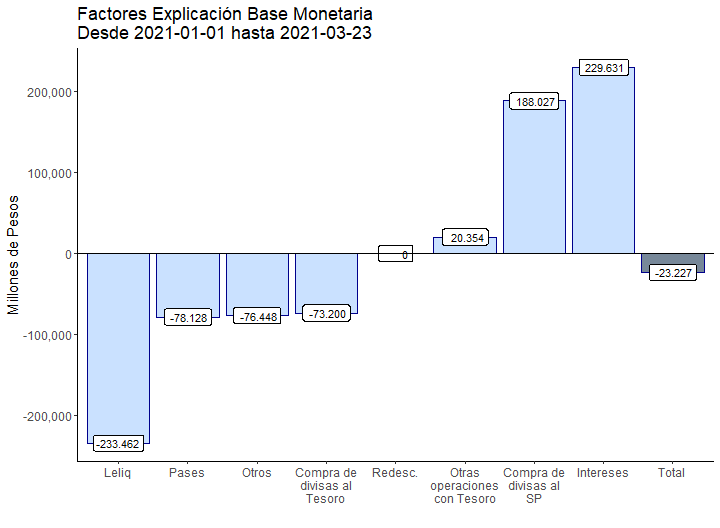 Factores Explicación Base Monetaria
Desde 2021-01-01 hasta 2021-03-23
Millones de Pesos
200,000
100,000
0
-100,000
-200,000
-233.462
-78.128
-76.448
-73.200
0
20.354
188.027
229.631
-23.227
Leliq
Pases
Otros
Compra de
divisas al
Tesoro
Redesc.
Otras
operaciones
con Tesoro
Compra de
divisas al
SP
Intereses
Total